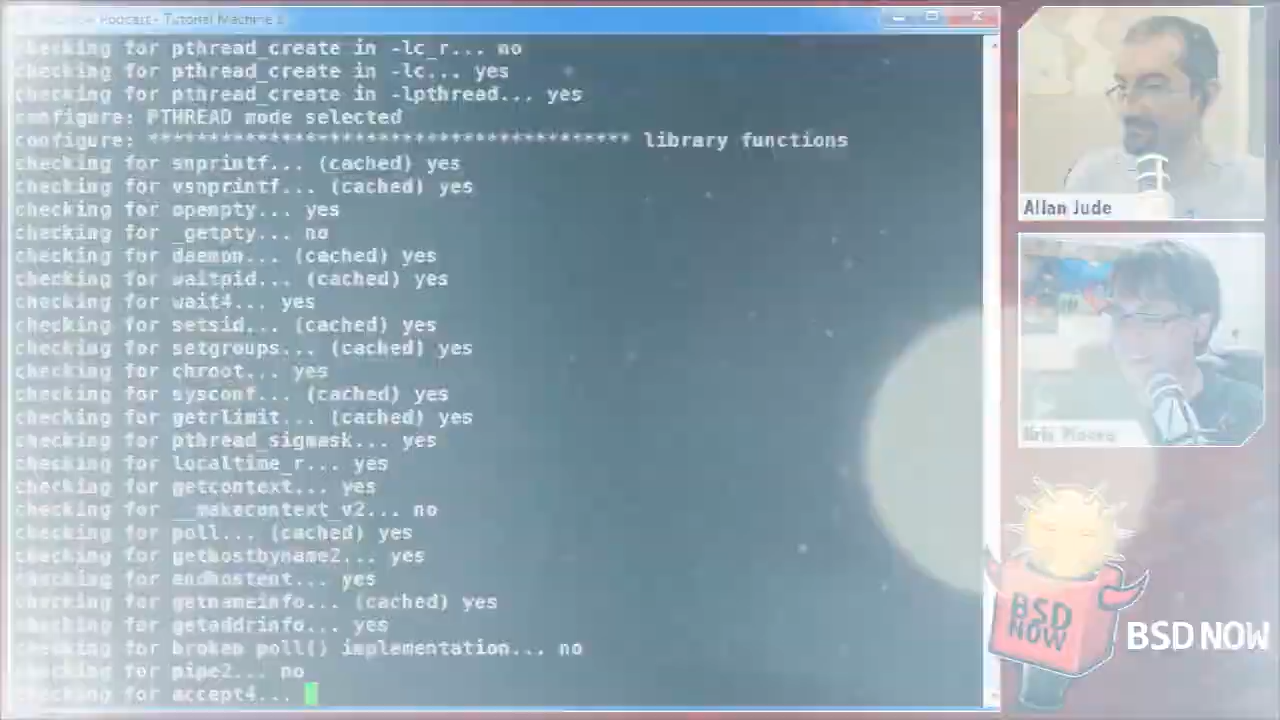 Podcast - Tutorial Machine
checking for pthread_create in -lc_r... no
checking for pthread_create in -lc... yes
checking for pthread_create in -lpthread... yes
configure: PTHREAD mode selected
configure: **************************************** library functions
checking for snprintf... (cached) yes
checking for vsnprintf... (cached) yes
checking for openpty... yes
checking for _getpty... no
checking for daemon... (cached) yes
checking for waitpid... (cached) yes
checking for wait4... yes
checking for setsid... (cached) yes
checking for setgroups... (cached) yes
checking for chroot... yes
checking for sysconf... (cached) yes
checking for getrlimit... (cached) yes
checking for pthread_sigmask... yes
checking for localtime_r... yes
checking for getcontext... yes
checking for __makecontext_v2... no
checking for poll... (cached) yes
checking for gethostbyname2... yes
checking for endhostent... yes
checking for getnameinfo... (cached) yes
checking for getaddrinfo... yes
checking for broken poll() implementation... no
checking for pipe2... no
checking for accept4...
Allan Jude
Kris
BSD
NOW
BSD NOW